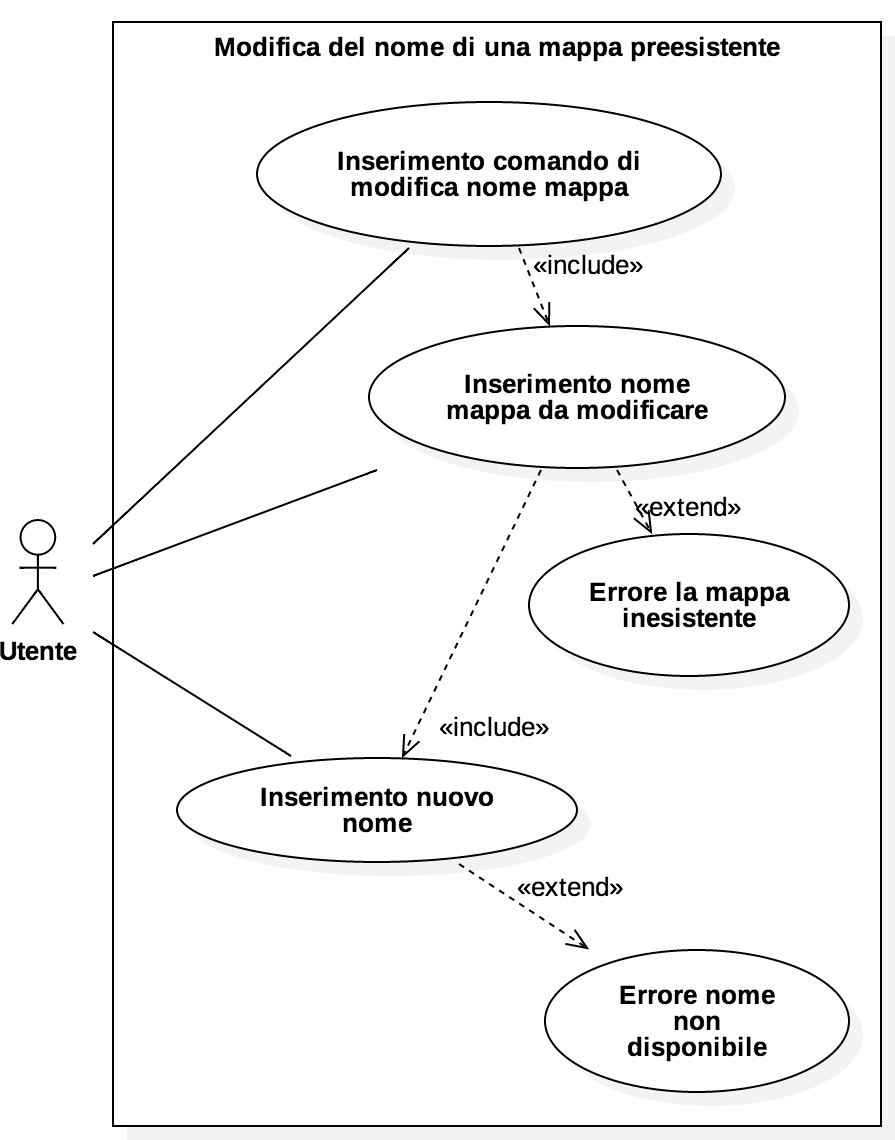 Modifica del nome di una mappa preesistente
Inserimento comando di
modifica nome mappa
«include»
Inserimento nome
mappa da modificare
«extend»
Errore la mappa
inesistente
Utente
«include»
Inserimento nuovo
nome
«extend»
Errore nome
non
disponibile